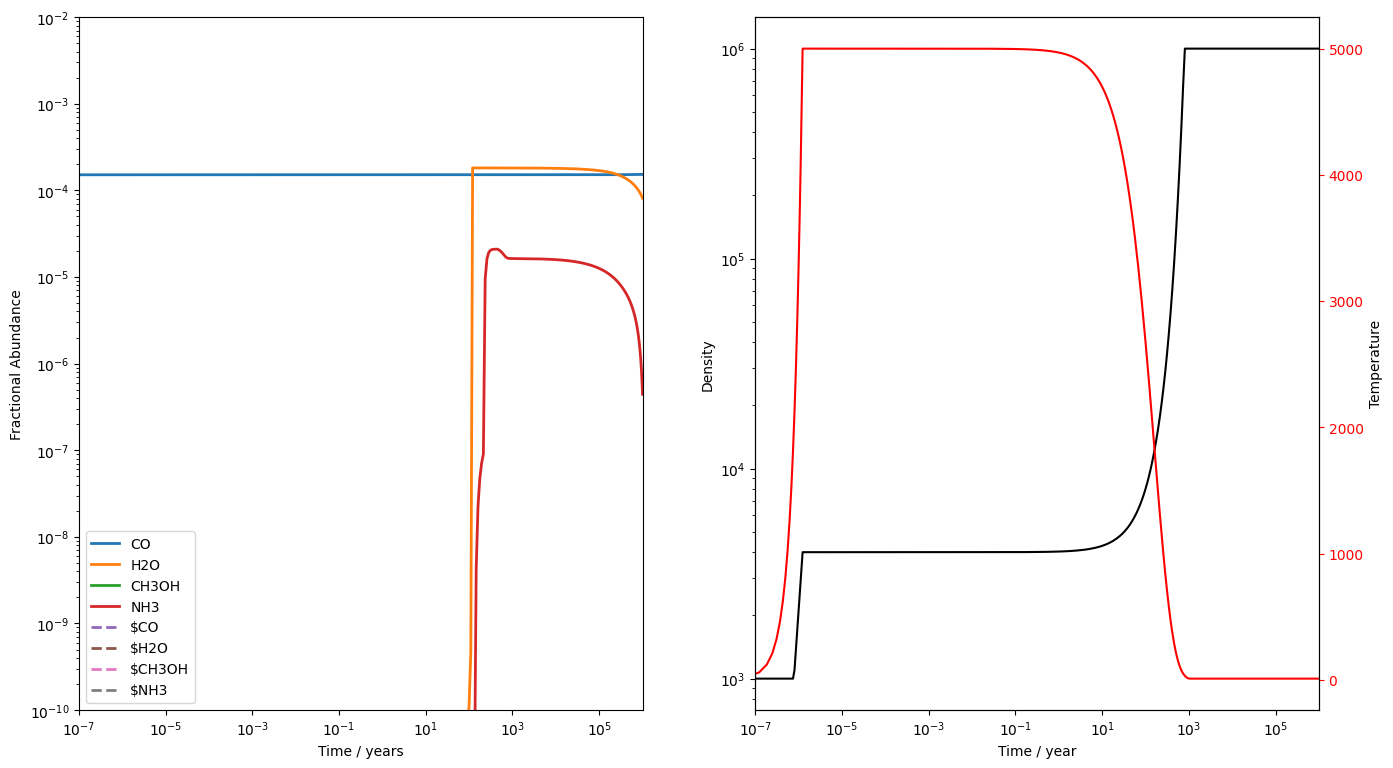 10^-2
10^-3
10^-4
10^-5
10^-6
10^-7
10^-8
10^-9
10^-10
Fractional Abundance
CO
H2O
CH3OH
NH3
$CO
$H2O
$CH3OH
$NH3
10^-7 10^-5 10^-3 10^-1 10^1 10^3 10^5
Time / years
10^6
10^5
10^4
10^3
Density
10^-7 10^-5 10^-3 10^-1 10^1 10^3 10^5
Time / year
5000
4000
3000
2000
1000
0
Temperature